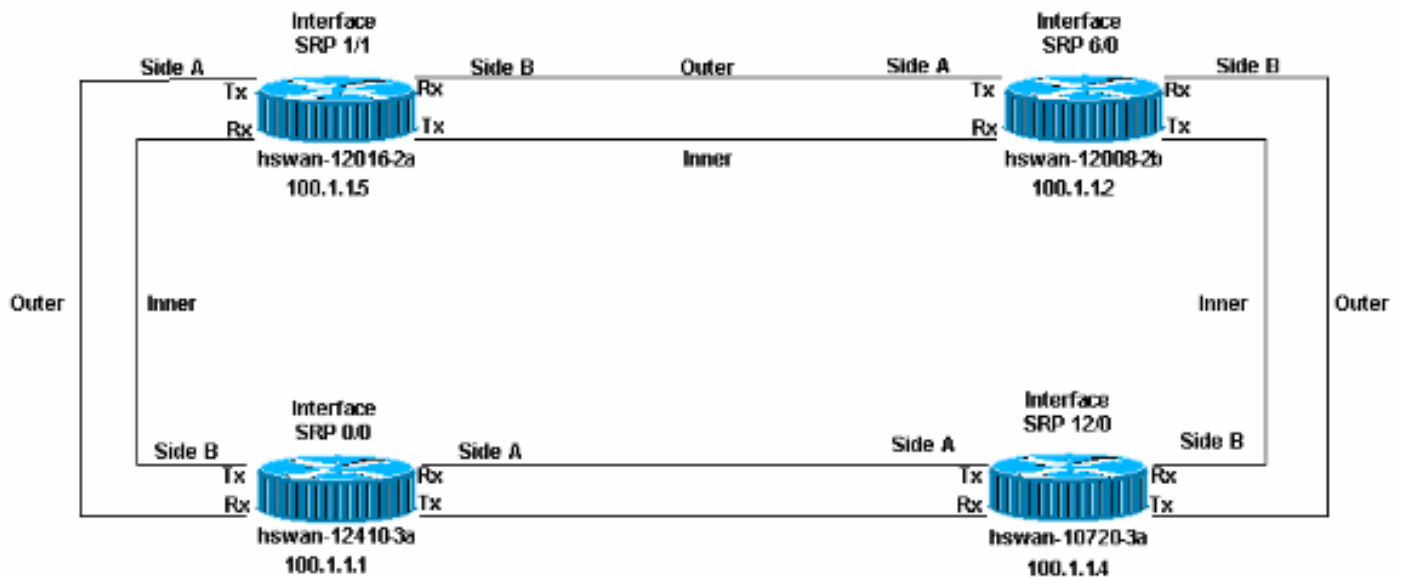 Interface
SRP 1/1
Interface
SRP 6/0
Side A
Side B
Outer
Side A
Side B
Tx
Rx
Tx
Rx
Rx
Tx
Rx
Tx
hswan-12016-2a
Inner
hswan-12008-2b
100.1.1.5
100.1.1.2
Outer
Inner
Inner
Outer
Interface
SRP 0/0
Interface
SRP 12/0
Side B
Side A
Side A
Side B
Tx
Rx
Tx
Rx
Rx
Tx
Rx
Tx
hswan-12410-3a
hswan-10720-3a
100.1.1.1
100.1.1.4